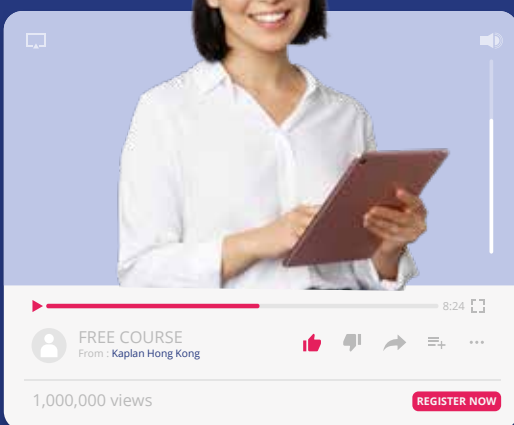 8:24
FREE COURSE
From : Kaplan Hong Kong
1,000,000 views
REGISTER NOW